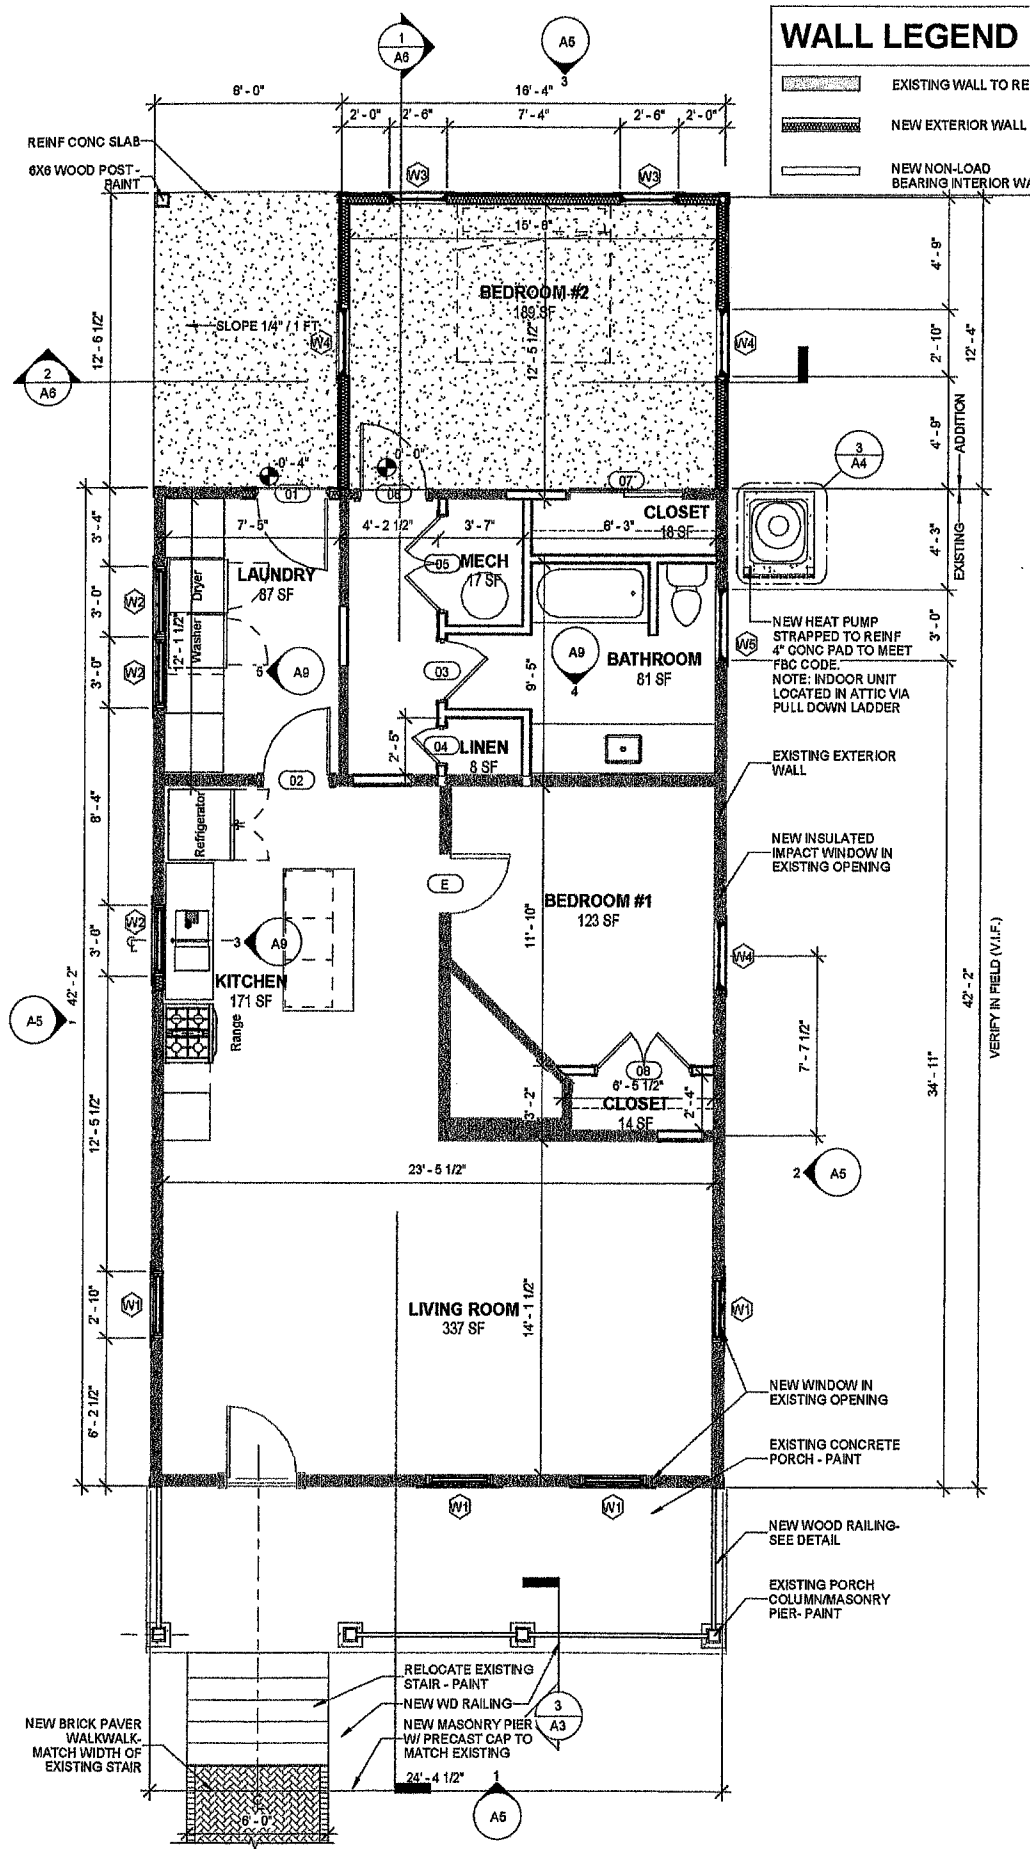 1
A6
A5
3
WALL LEGEND
EXISTING WALL TO RE
NEW EXTERIOR WALL
NEW NON-LOAD
BEARING INTERIOR WA
16' - 4"
2' - 0"
2' - 6"
7' - 4"
2' - 6"
2' - 0"
REINF CONC SLAB
6X6 WOOD POST -
PAINT
W3
W3
15' - 8"
BEDROOM #2
189 SF
12' - 5 1/2"
SLOPE 1/4" / 1 FT
12' - 6 1/2"
W4
W4
4' - 9"
2' - 10"
12' - 4"
4' - 9"
ADDITION
EXISTING
2
A6
3
A4
0' - 4"
0' - 0"
01
06
07
7' - 5"
4' - 2 1/2"
3' - 7"
6' - 3"
CLOSET
18 SF
3' - 4"
4' - 3"
LAUNDRY
87 SF
05
MECH
17 SF
Dryer
Washer
12' - 1 1/2"
W2
W2
3' - 0"
3' - 0"
3' - 0"
5
A9
A9
4
03
9' - 5"
BATHROOM
81 SF
W5
NEW HEAT PUMP
STRAPPED TO REINF
4" CONC PAD TO MEET
FBC CODE.
NOTE: INDOOR UNIT
LOCATED IN ATTIC VIA
PULL DOWN LADDER
2' - 5"
04
LINEN
8 SF
02
EXISTING EXTERIOR
WALL
8' - 4"
Refrigerator
NEW INSULATED
IMPACT WINDOW IN
EXISTING OPENING
E
BEDROOM #1
123 SF
11' - 10"
W2
3' - 0"
3
A9
KITCHEN
171 SF
W4
42' - 2"
42' - 2"
VERIFY IN FIELD (V.I.F.)
A5
1
Range
7' - 7 1/2"
34' - 11"
08
6' - 5 1/2"
CLOSET
14 SF
3' - 2"
2' - 4"
12' - 5 1/2"
23' - 5 1/2"
2
A5
2' - 10"
W1
LIVING ROOM
337 SF
14' - 1 1/2"
W1
6' - 2 1/2"
NEW WINDOW IN
EXISTING OPENING
EXISTING CONCRETE
PORCH - PAINT
W1
W1
NEW WOOD RAILING-
SEE DETAIL
EXISTING PORCH
COLUMN/MASONRY
PIER- PAINT
RELOCATE EXISTING
STAIR - PAINT
NEW WD RAILING
NEW MASONRY PIER
W/ PRECAST CAP TO
MATCH EXISTING
3
A3
NEW BRICK PAVER
WALKWALK-
MATCH WIDTH OF
EXISTING STAIR
24' - 4 1/2"
1
A5
6' - 0"